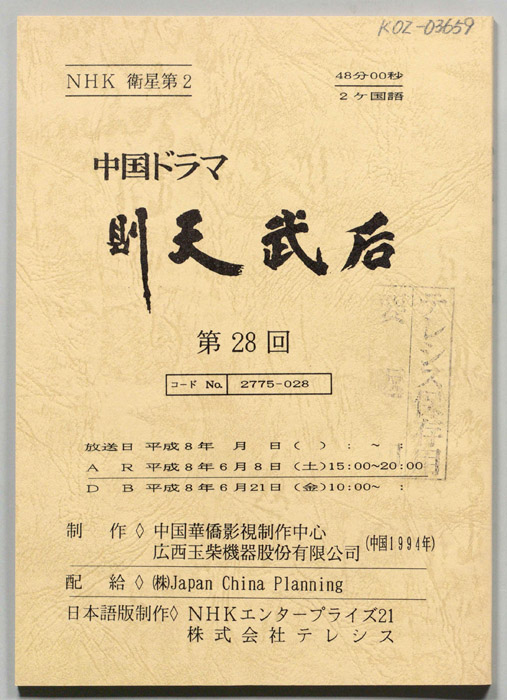 KOZ-03659
NHK 衛星第2
48分00秒
2ヶ国語
中国ドラマ
則天武后
第28回
コード No. 2775-028
放送日 平成8年 月 日( ) : ~ :
A R 平成8年6月8日(土)15:00~20:00
D B 平成8年6月21日(金)10:00~ :
制 作◇中国華僑影視制作中心
広西玉柴機器股份有限公司
(中国1994年)
配 給◇㈱Japan China Planning
日本語版制作◇NHKエンタープライズ21
株式会社テレシス